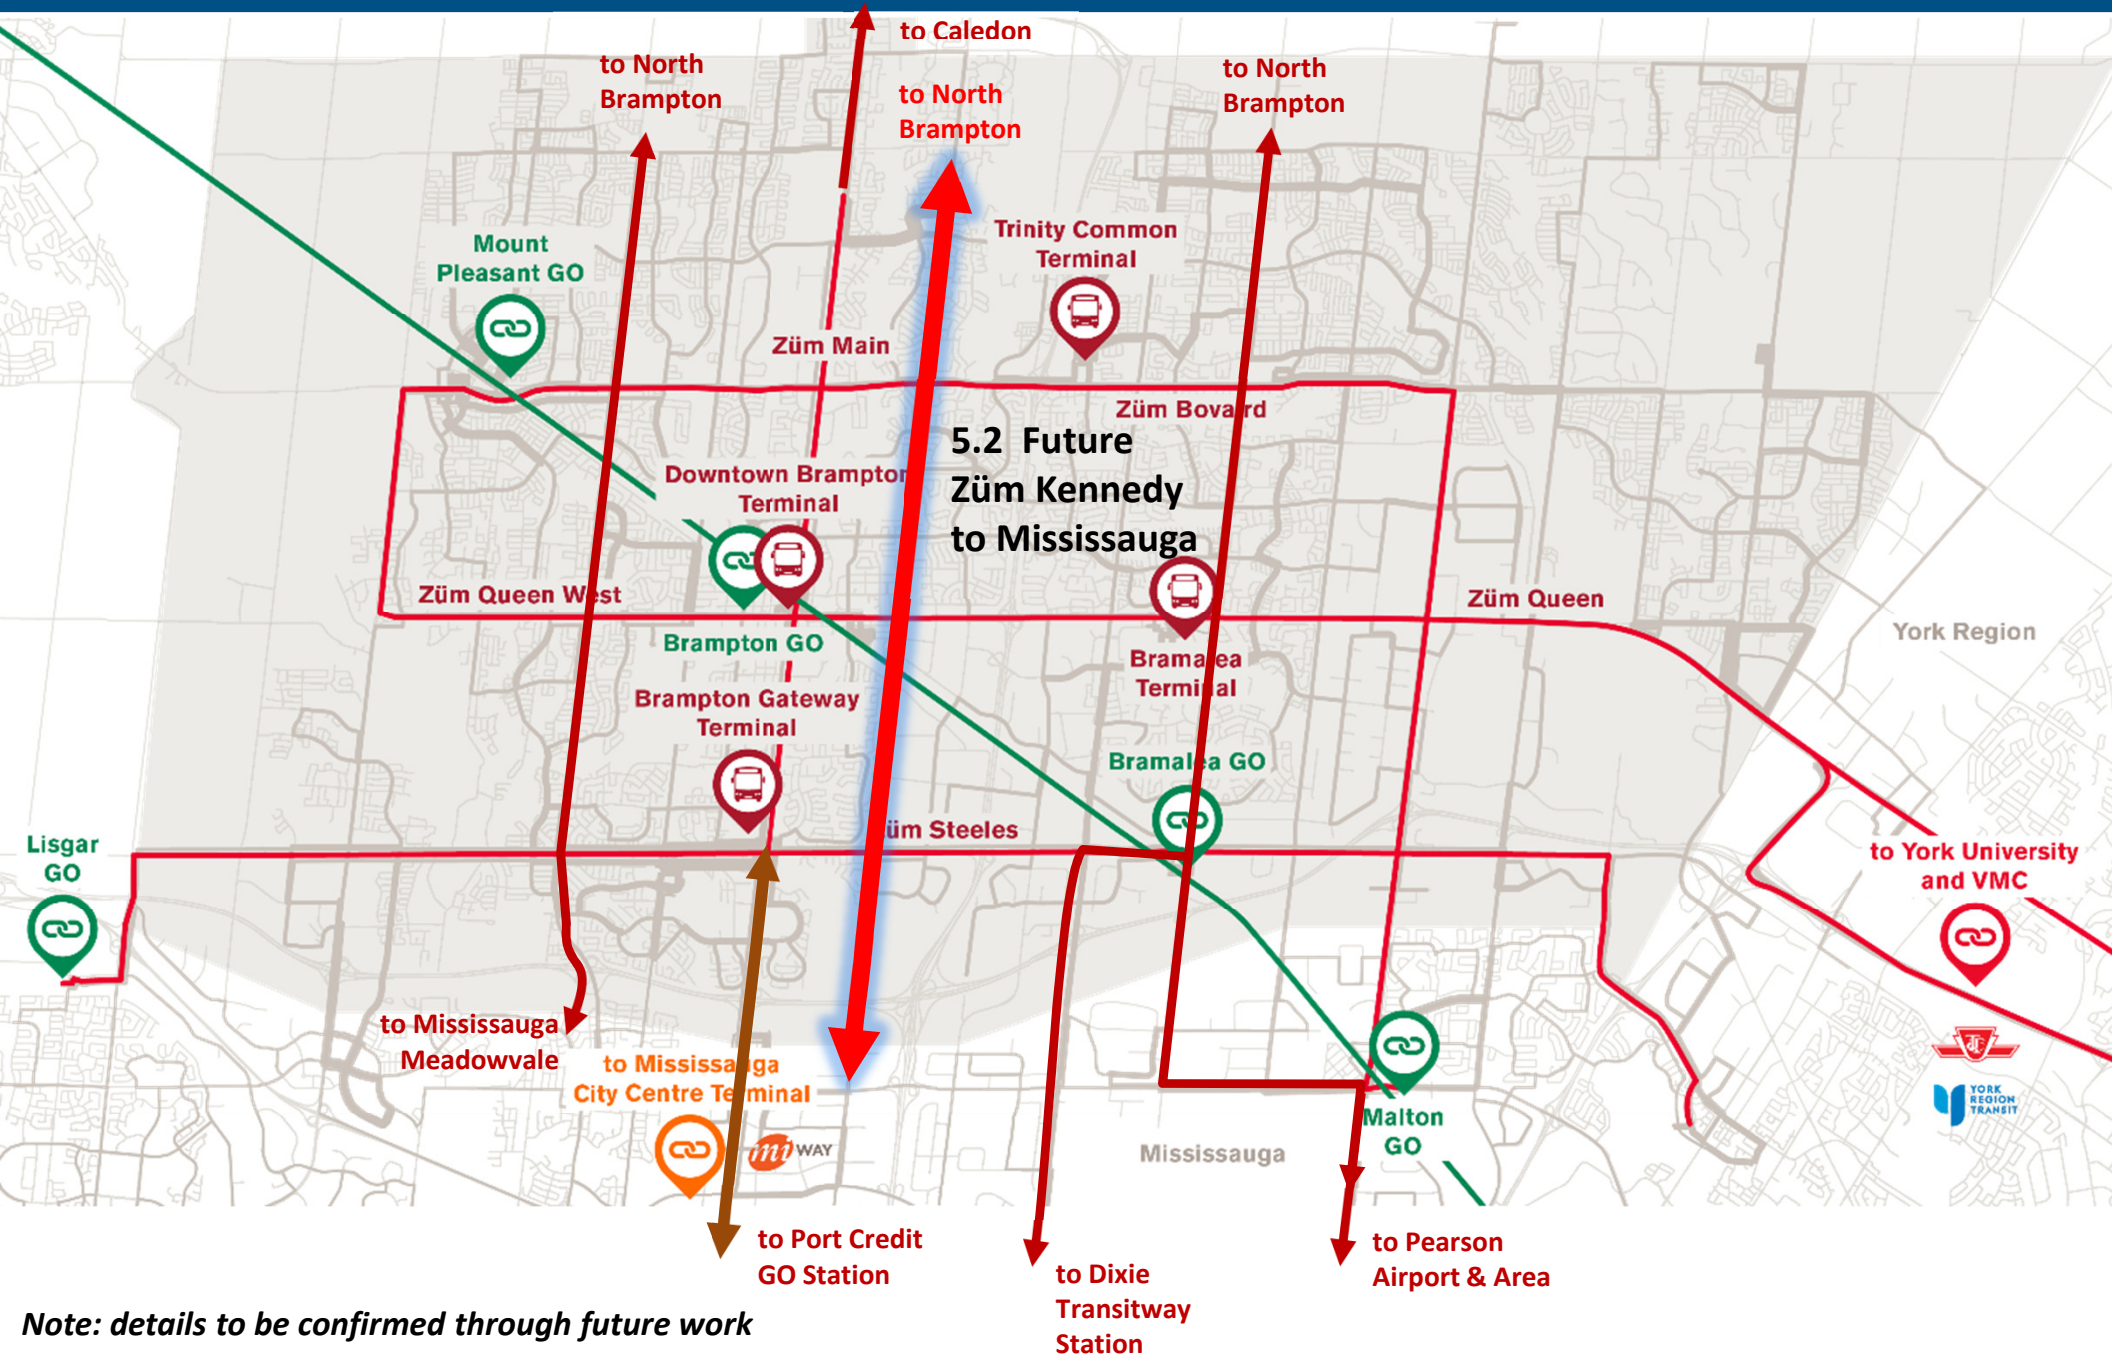 to Caledon
to North
Brampton
to North
Brampton
to North
Brampton
Mount
Pleasant GO
Trinity Common
Terminal
Züm Main
Züm Bovaird
5.2 Future
Züm Kennedy
to Mississauga
Downtown Brampton
Terminal
Züm Queen West
Züm Queen
Brampton GO
York Region
Bramalea
Terminal
Brampton Gateway
Terminal
Bramalea GO
üm Steeles
Lisgar
GO
to York University
and VMC
to Mississauga
Meadowvale
to Mississauga
City Centre Terminal
mi WAY
YORK
REGION
TRANSIT
Malton
GO
Mississauga
to Port Credit
GO Station
to Pearson
Airport & Area
to Dixie
Transitway
Station
Note: details to be confirmed through future work